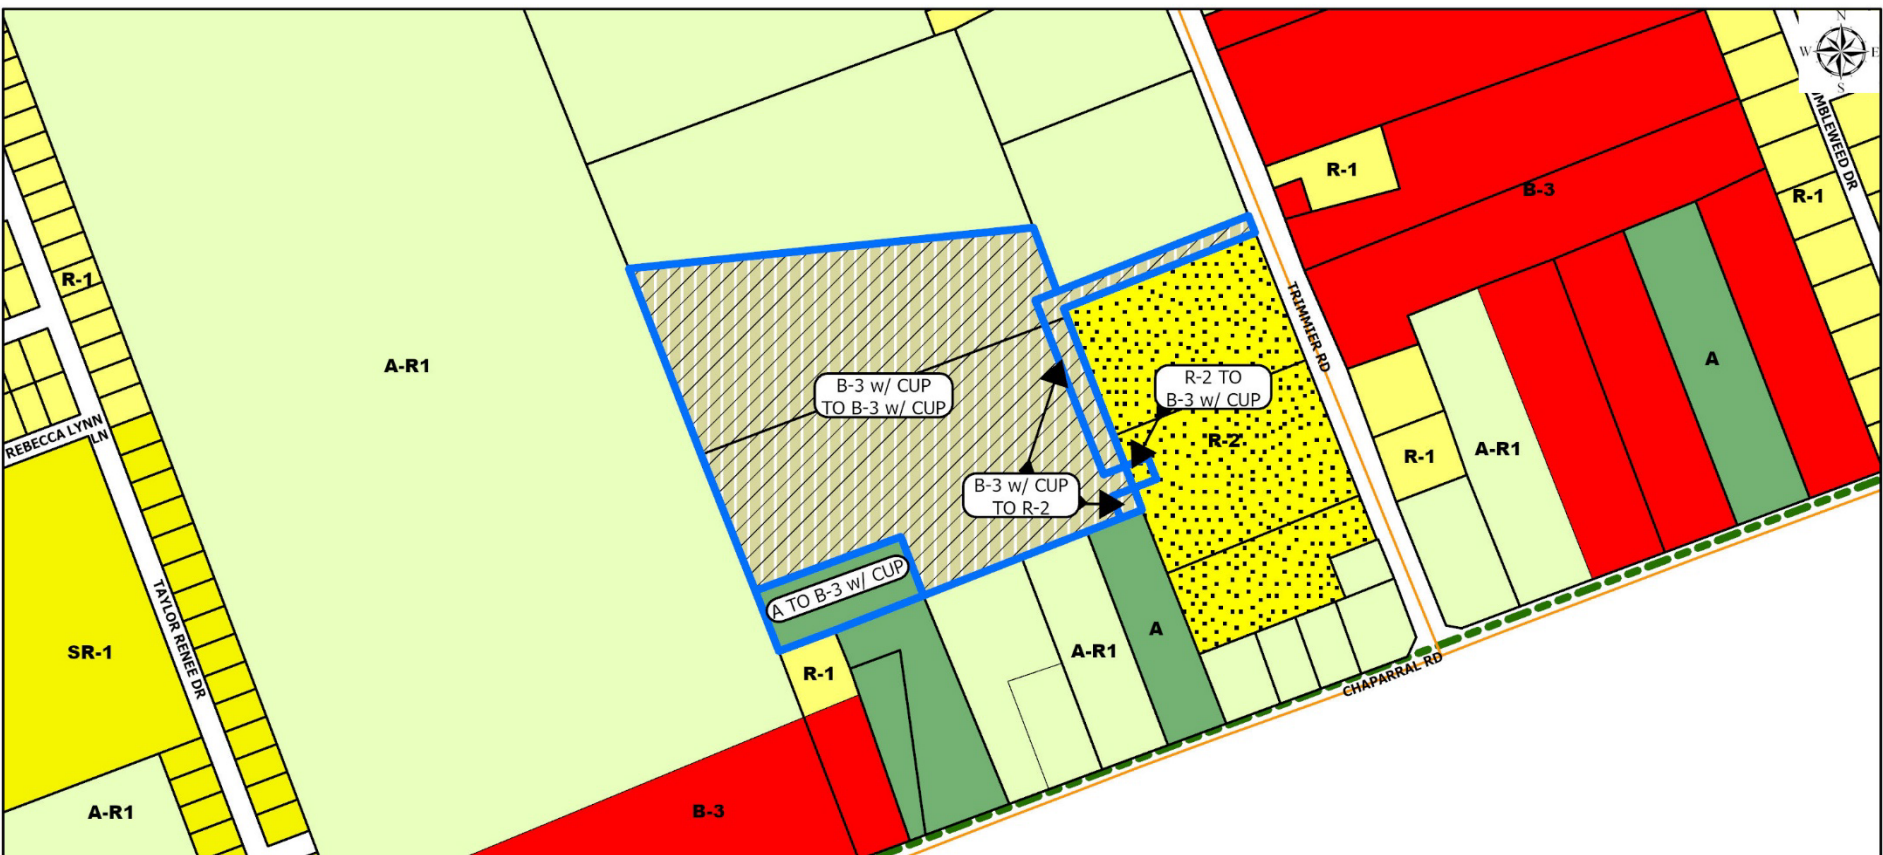 N
W E
S
UMBLEWEED DR
R-1
B-3
R-1
R-1
TRIMMIER RD
A-R1
A
B-3 w/ CUP
TO B-3 w/ CUP
R-2 TO
B-3 w/ CUP
R-2
A-R1
R-1
REBECCA LYNN
LN
B-3 w/ CUP
TO R-2
A TO B-3 w/ CUP
TAYLOR RENEE DR
SR-1
A
A-R1
R-1
CHAPARRAL RD
A-R1
B-3